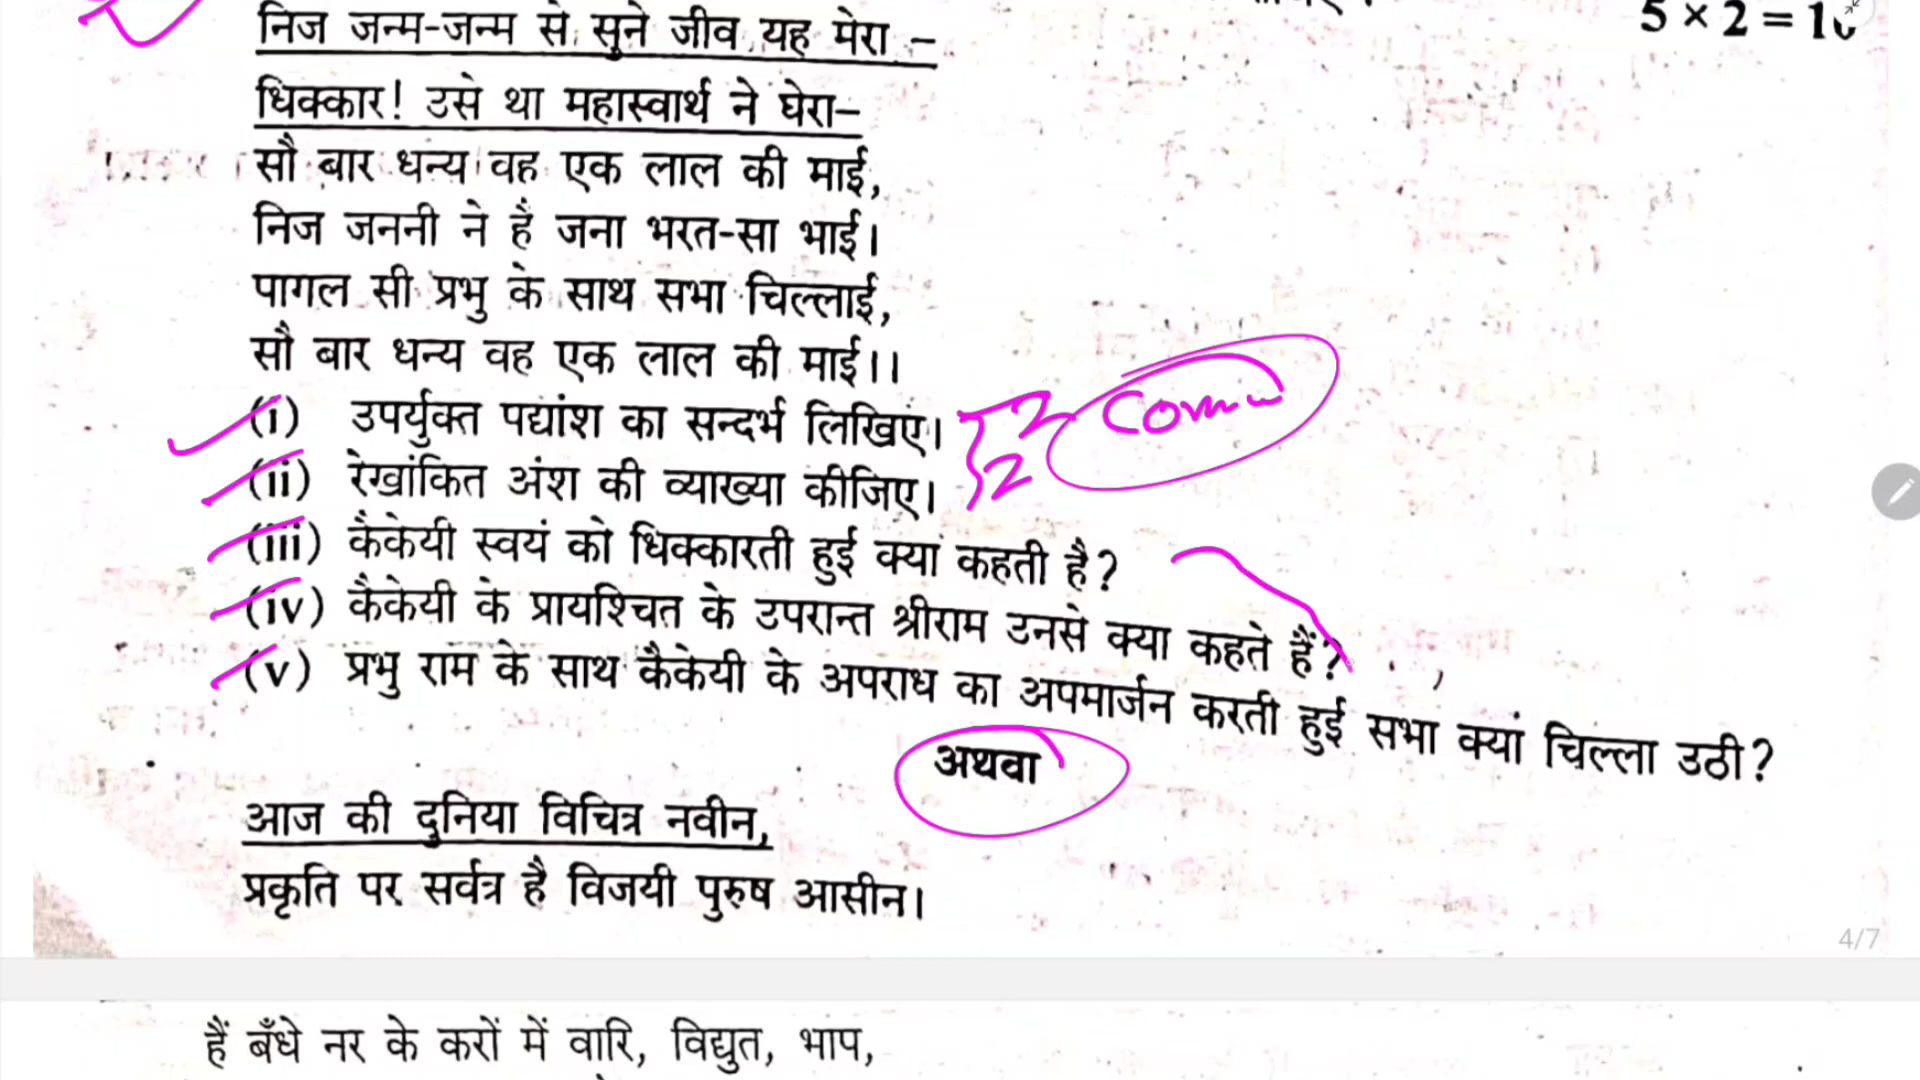 5 × 2 = 10
निज जन्म-जन्म से सुने जीव यह मेरा –
धिक्कार! उसे था महास्वार्थ ने घेरा–
सौ बार धन्य वह एक लाल की माई,
निज जननी ने है जना भरत-सा भाई।
पागल सी प्रभु के साथ सभा चिल्लाई,
सौ बार धन्य वह एक लाल की माई।।
(i) उपर्युक्त पद्यांश का सन्दर्भ लिखिए। 2
(ii) रेखांकित अंश की व्याख्या कीजिए। 2
(iii) कैकेयी स्वयं को धिक्कारती हुई क्या कहती है?
(iv) कैकेयी के प्रायश्चित के उपरान्त श्रीराम उनसे क्या कहते हैं?
(v) प्रभु राम के साथ कैकेयी के अपराध का अपमार्जन करती हुई सभा क्या चिल्ला उठी?
अथवा
आज की दुनिया विचित्र नवीन,
प्रकृति पर सर्वत्र है विजयी पुरुष आसीन।
4/7
हैं बँधे नर के करों में वारि, विद्युत, भाप,